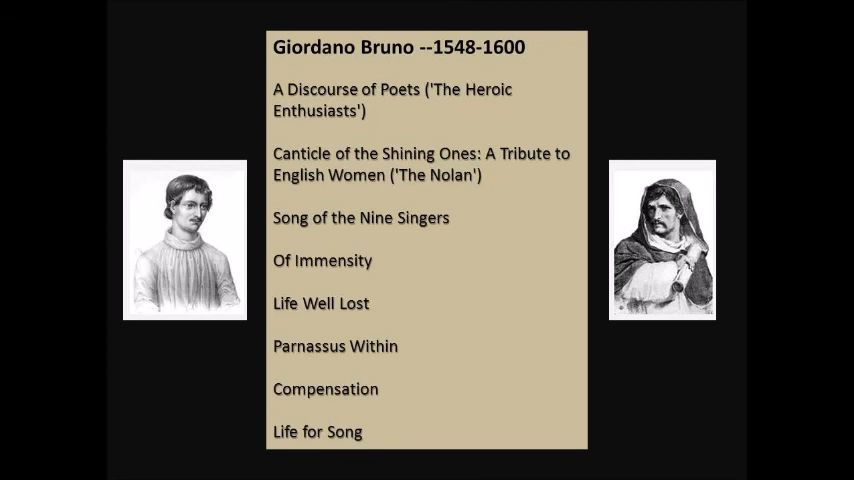 Giordano Bruno --1548-1600
A Discourse of Poets ('The Heroic
Enthusiasts')
Canticle of the Shining Ones: A Tribute to
English Women ('The Nolan')
Song of the Nine Singers
Of Immensity
Life Well Lost
Parnassus Within
Compensation
Life for Song